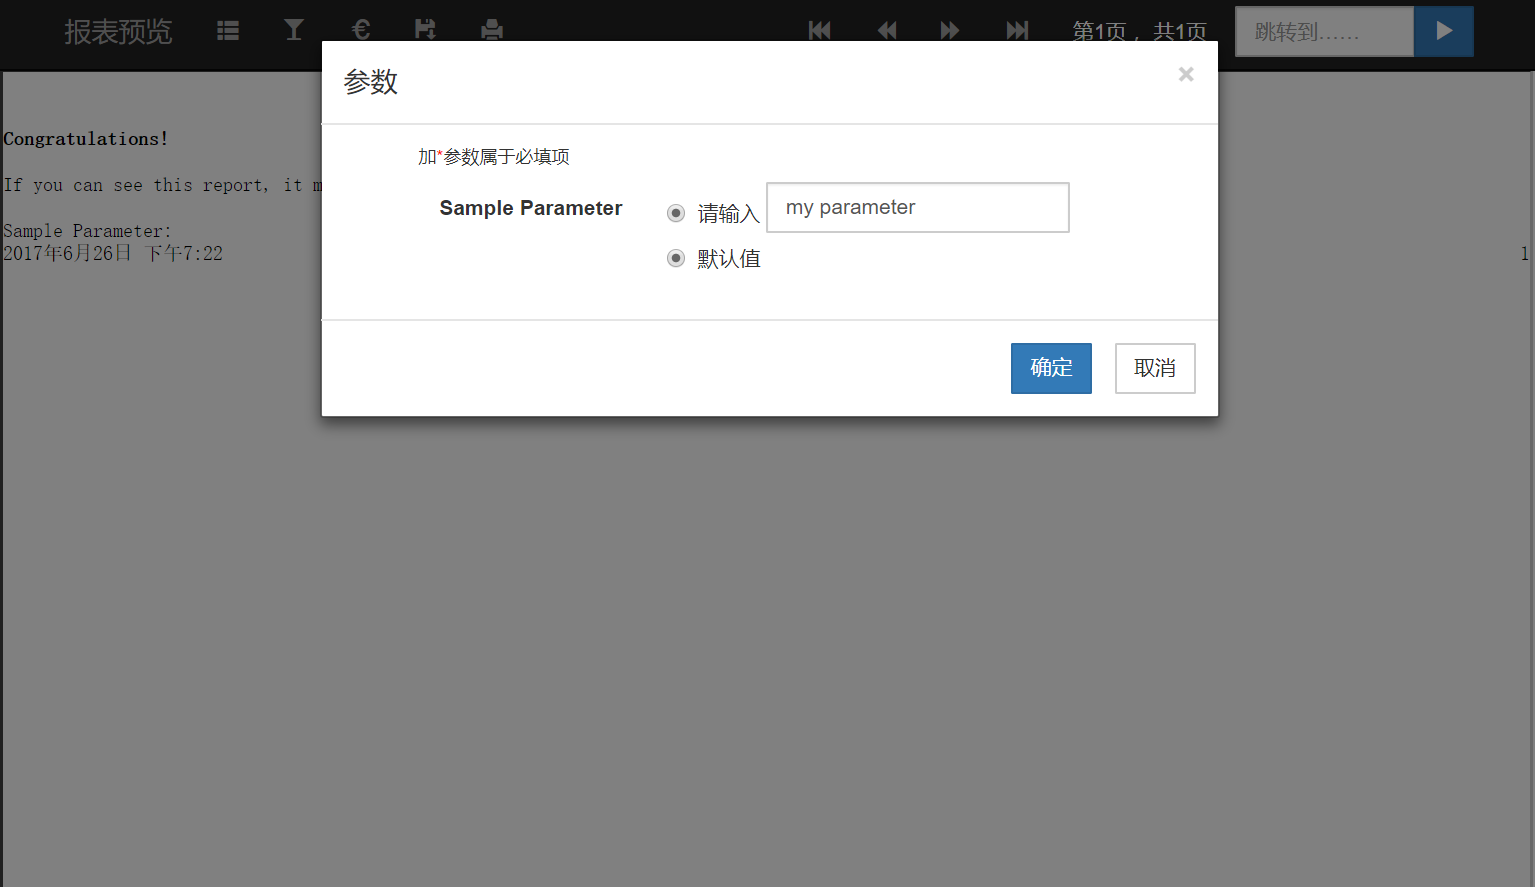 报表预览
第1页，共1页
跳转到……
参数
×
加*参数属于必填项
Sample Parameter
请输入
my parameter
默认值
确定
取消
Congratulations!
If you can see this report, it m
Sample Parameter:
2017年6月26日 下午7:22
1